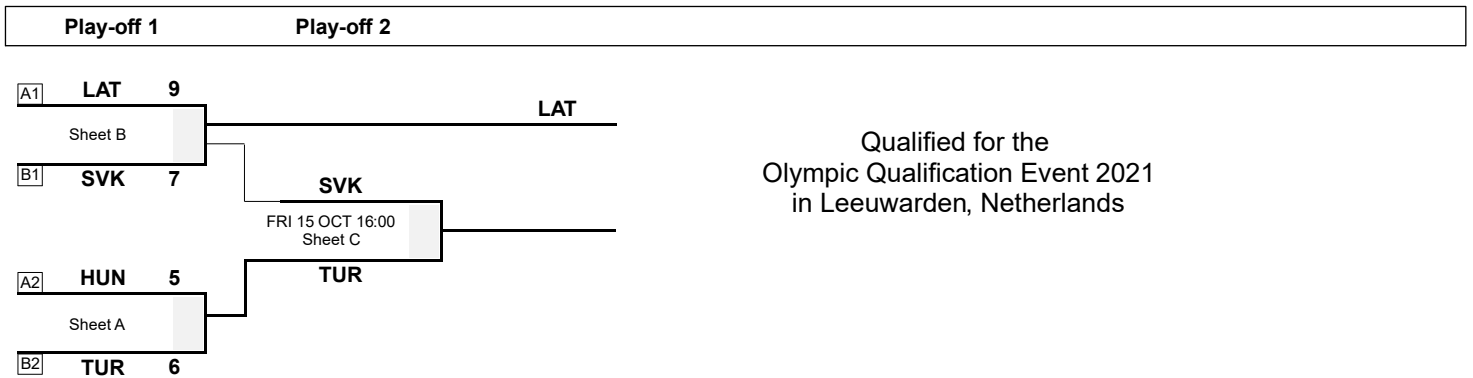 Play-off 1 Play-off 2
A1 LAT 9
Sheet B
B1 SVK 7
LAT
SVK
FRI 15 OCT 16:00
Sheet C
TUR
A2 HUN 5
Sheet A
B2 TUR 6
Qualified for the
Olympic Qualification Event 2021
in Leeuwarden, Netherlands